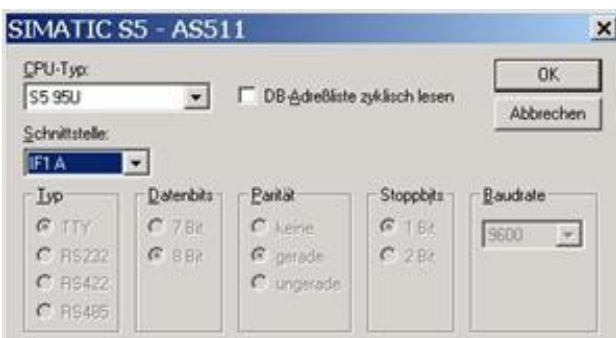 SIMATIC S5 - AS511
CPU-Typ:
S5 95U
DB-Adreßliste zyklisch lesen
OK
Abbrechen
Schnittstelle:
IF1 A
Typ
TTY
RS232
RS422
RS485
Datenbits
7 Bit
8 Bit
Parität
keine
gerade
ungerade
Stoppbits
1 Bit
2 Bit
Baudrate
9600